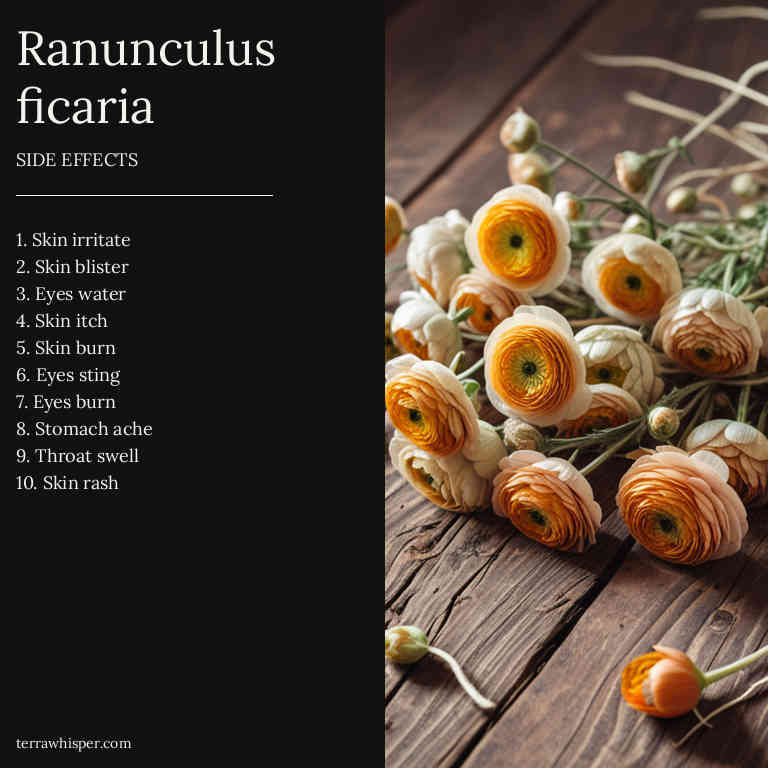 Ranunculus
ficaria
SIDE EFFECTS
1. Skin irritate
2. Skin blister
3. Eyes water
4. Skin itch
5. Skin burn
6. Eyes sting
7. Eyes burn
8. Stomach ache
9. Throat swell
10. Skin rash
terrawhisper.com